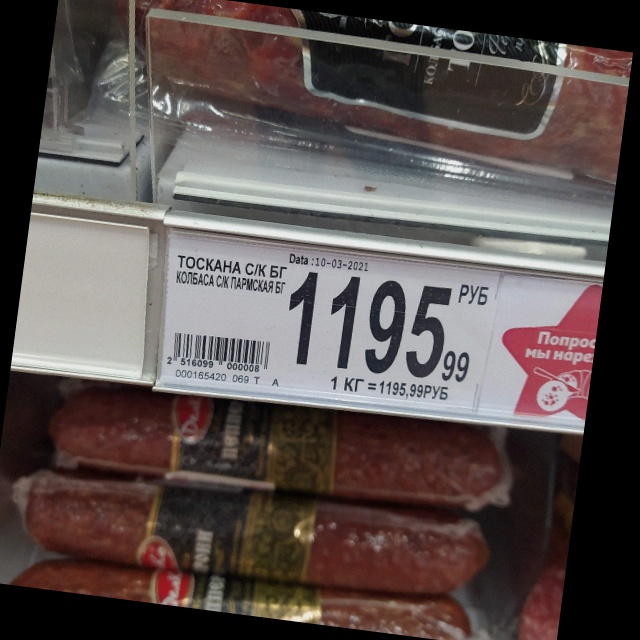 Data :10-03-2021
ТОСКАНА С/К БГ
КОЛБАСА С/К ПАРМСКАЯ БГ
1195 99
РУБ
2 516099 000008
000165420 069 Т А
1 КГ =1195,99РУБ
Попрос
мы наре